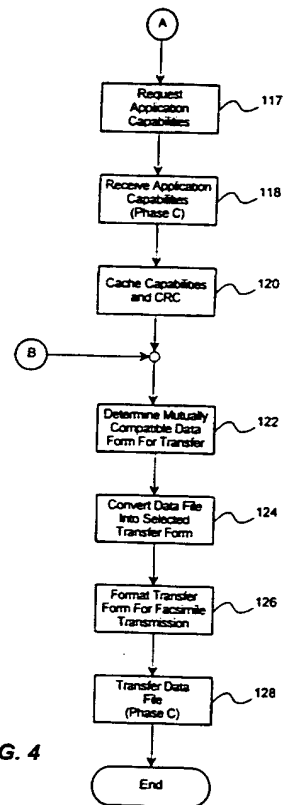 A
Request
Application
Capabilities
117
Receive Application
Capabilities
(Phase C)
118
Cache Capabilities
and CRC
120
B
Determine Mutually
Compatible Data
Form For Transfer
122
Convert Data File
Into Selected
Transfer Form
124
Format Transfer
Form For Facsimile
Transmission
126
Transfer Data
File
(Phase C)
128
G. 4
End